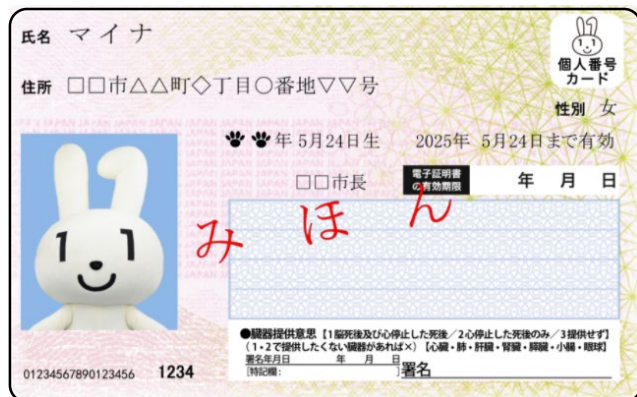 氏名 マイナ
個人番号
カード
住所 □□市△△町◇丁目○番地▽▽号
性別 女
年 5月24日生 2025年 5月24日まで有効
□□市長 電子証明書
の有効期限 年 月 日
みほん
●臓器提供意思【1脳死後及び心停止した死後／2心停止した死後のみ／3提供せず】
(1・2で提供したくない臓器があれば×)【心臓・肺・肝臓・腎臓・膵臓・小腸・眼球】
署名年月日 年 月 日
[特記欄: ]署名
01234567890123456 1234